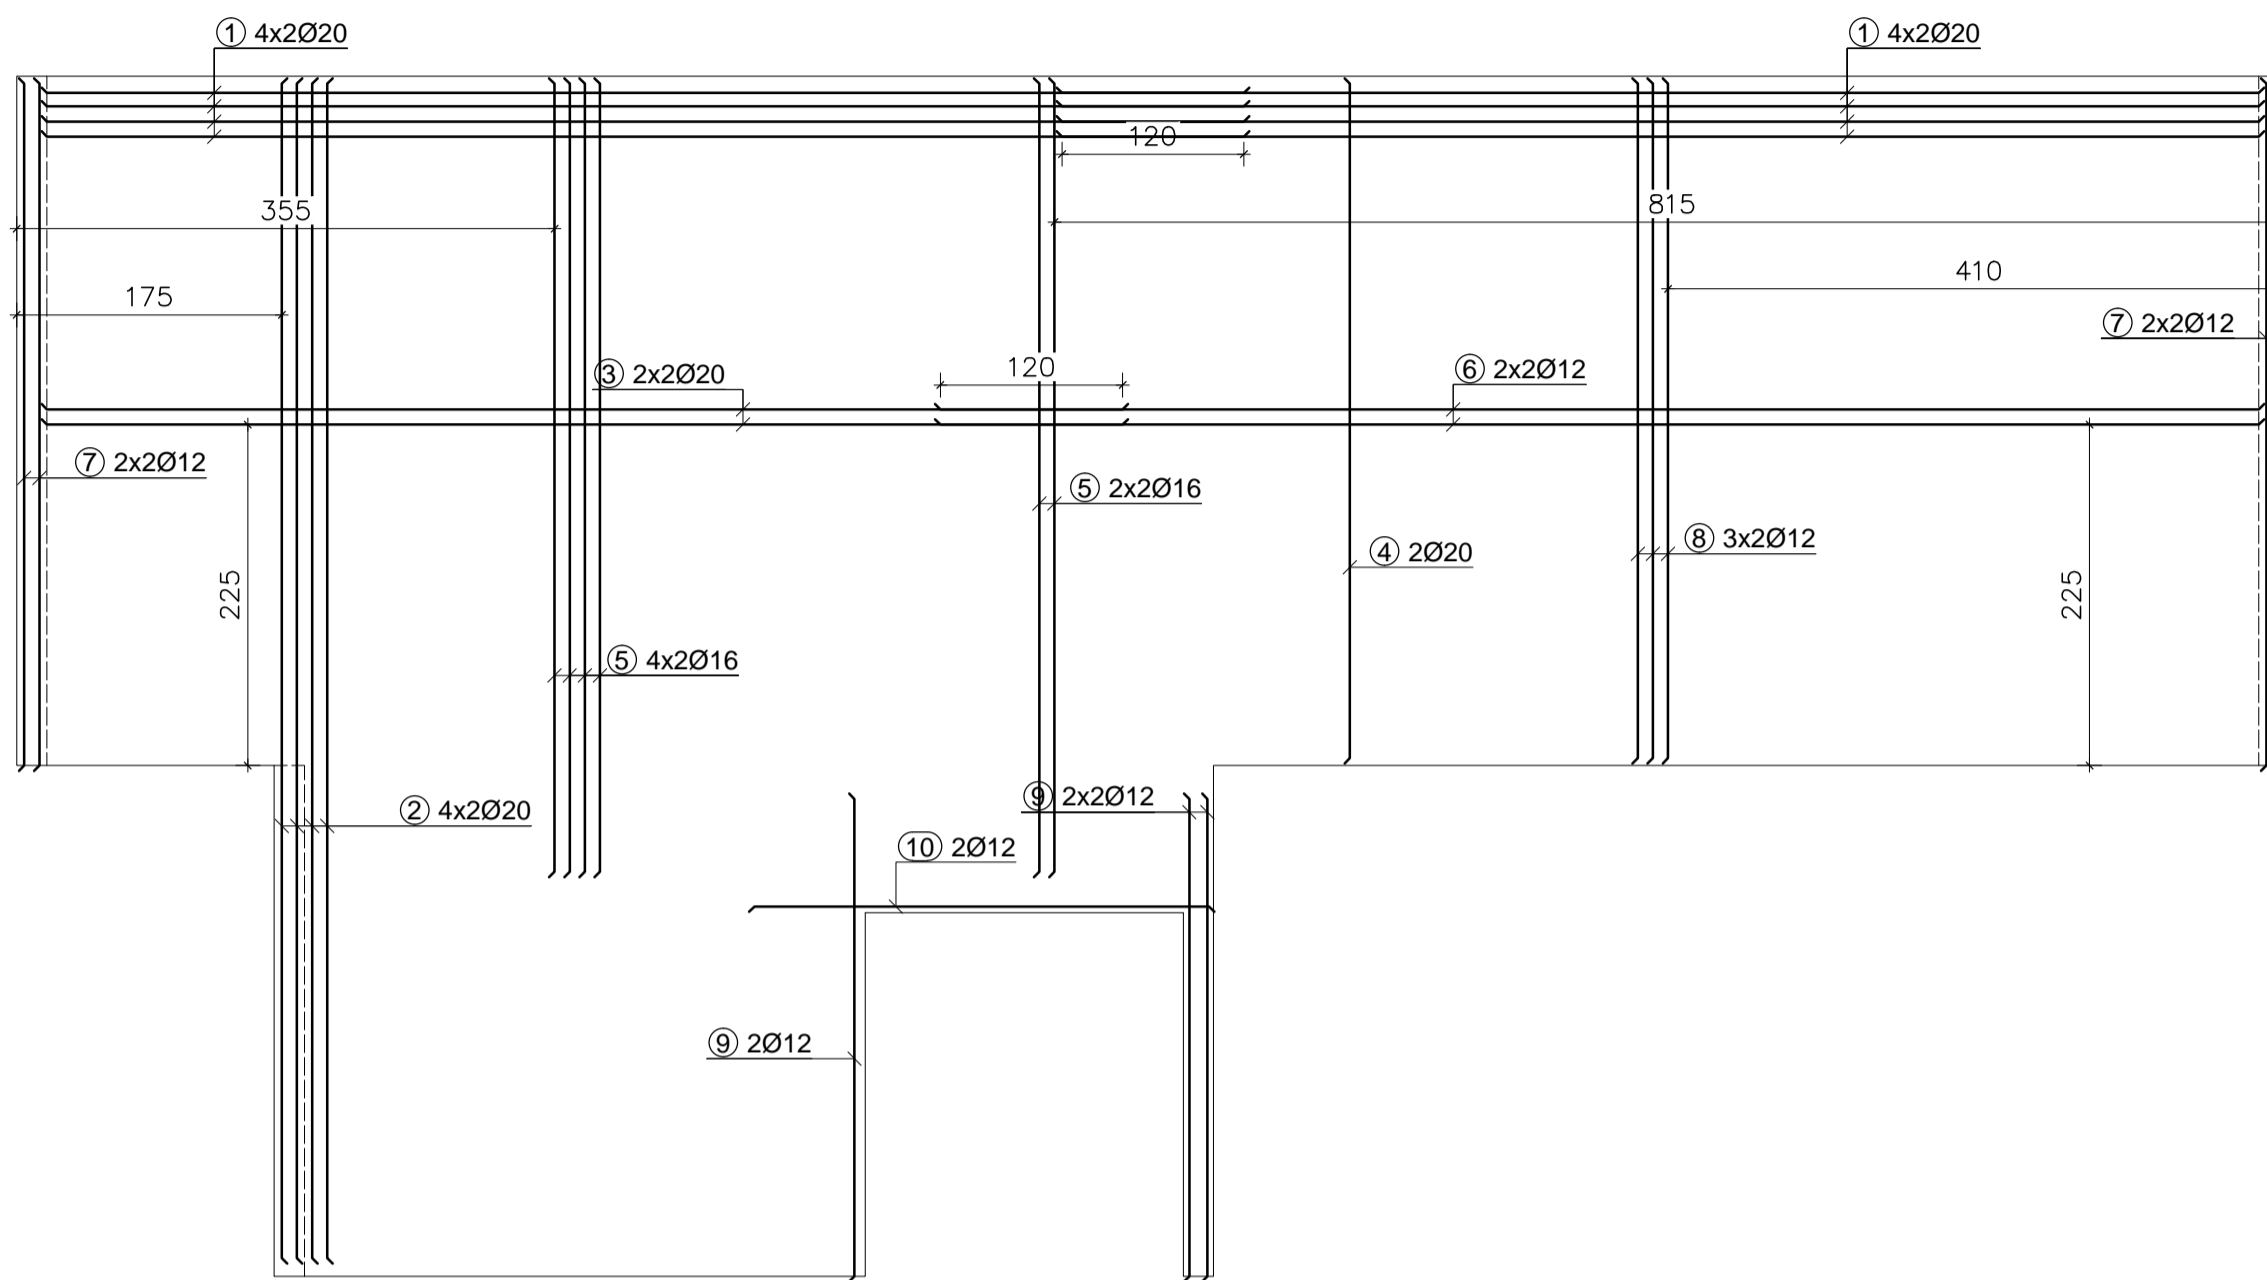 ① 4x2Ø20
① 4x2Ø20
120
355
815
410
175
⑦ 2x2Ø12
③ 2x2Ø20
120
⑥ 2x2Ø12
⑦ 2x2Ø12
⑤ 2x2Ø16
⑧ 3x2Ø12
④ 2Ø20
225
225
⑤ 4x2Ø16
⑨ 2x2Ø12
② 4x2Ø20
⑩ 2Ø12
⑨ 2Ø12